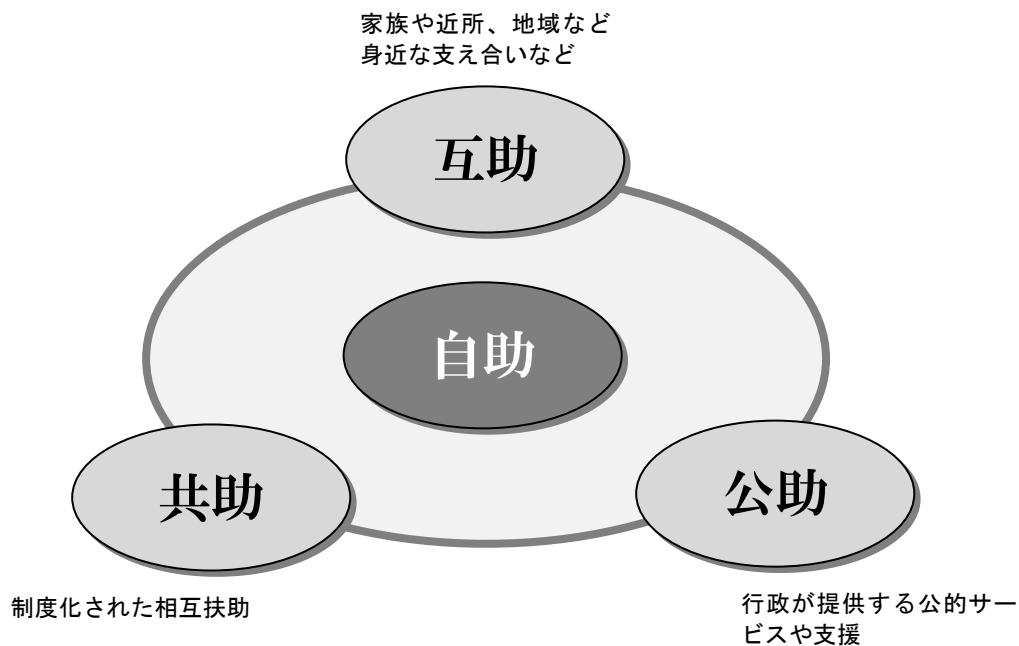 家族や近所、地域など
身近な支え合いなど
互助
自助
共助
公助
制度化された相互扶助
行政が提供する公的サー
ビスや支援